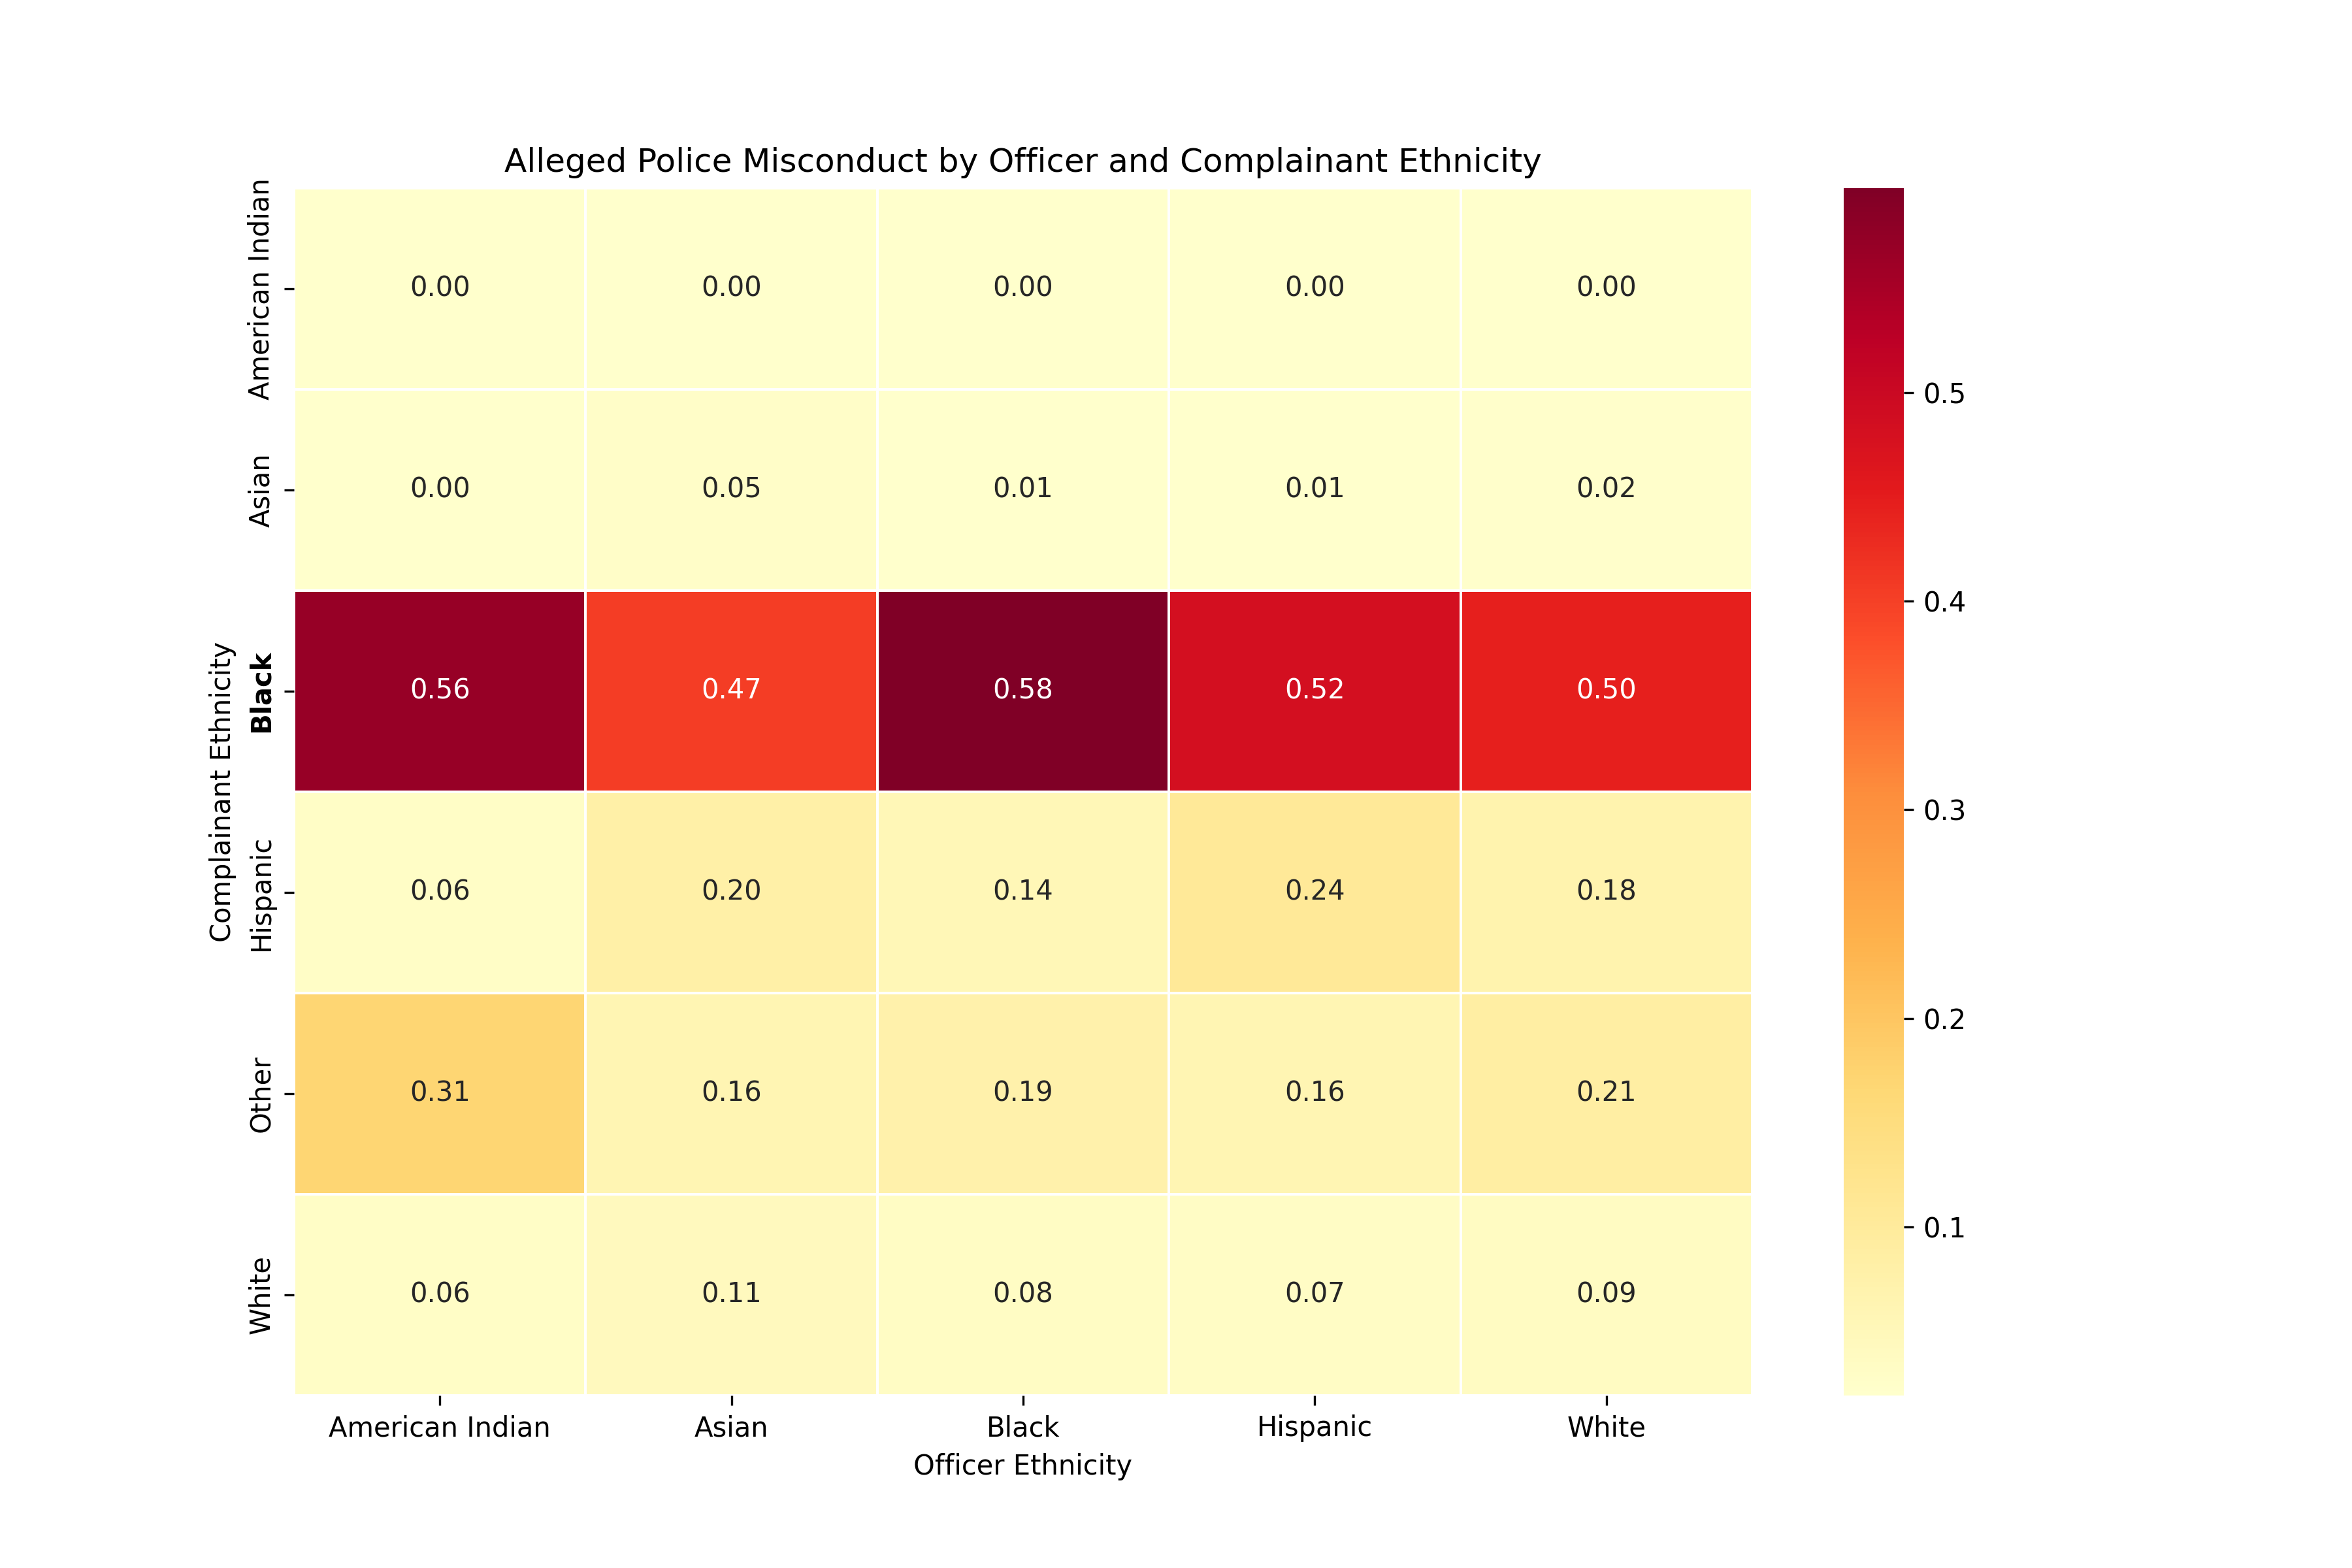 Alleged Police Misconduct by Officer and Complainant Ethnicity
Complainant Ethnicity
American Indian
0.00 0.00 0.00 0.00 0.00
Asian
0.00 0.05 0.01 0.01 0.02
Black
0.56 0.47 0.58 0.52 0.50
Hispanic
0.06 0.20 0.14 0.24 0.18
Other
0.31 0.16 0.19 0.16 0.21
White
0.06 0.11 0.08 0.07 0.09
American Indian Asian Black Hispanic White
Officer Ethnicity
0.5
0.4
0.3
0.2
0.1